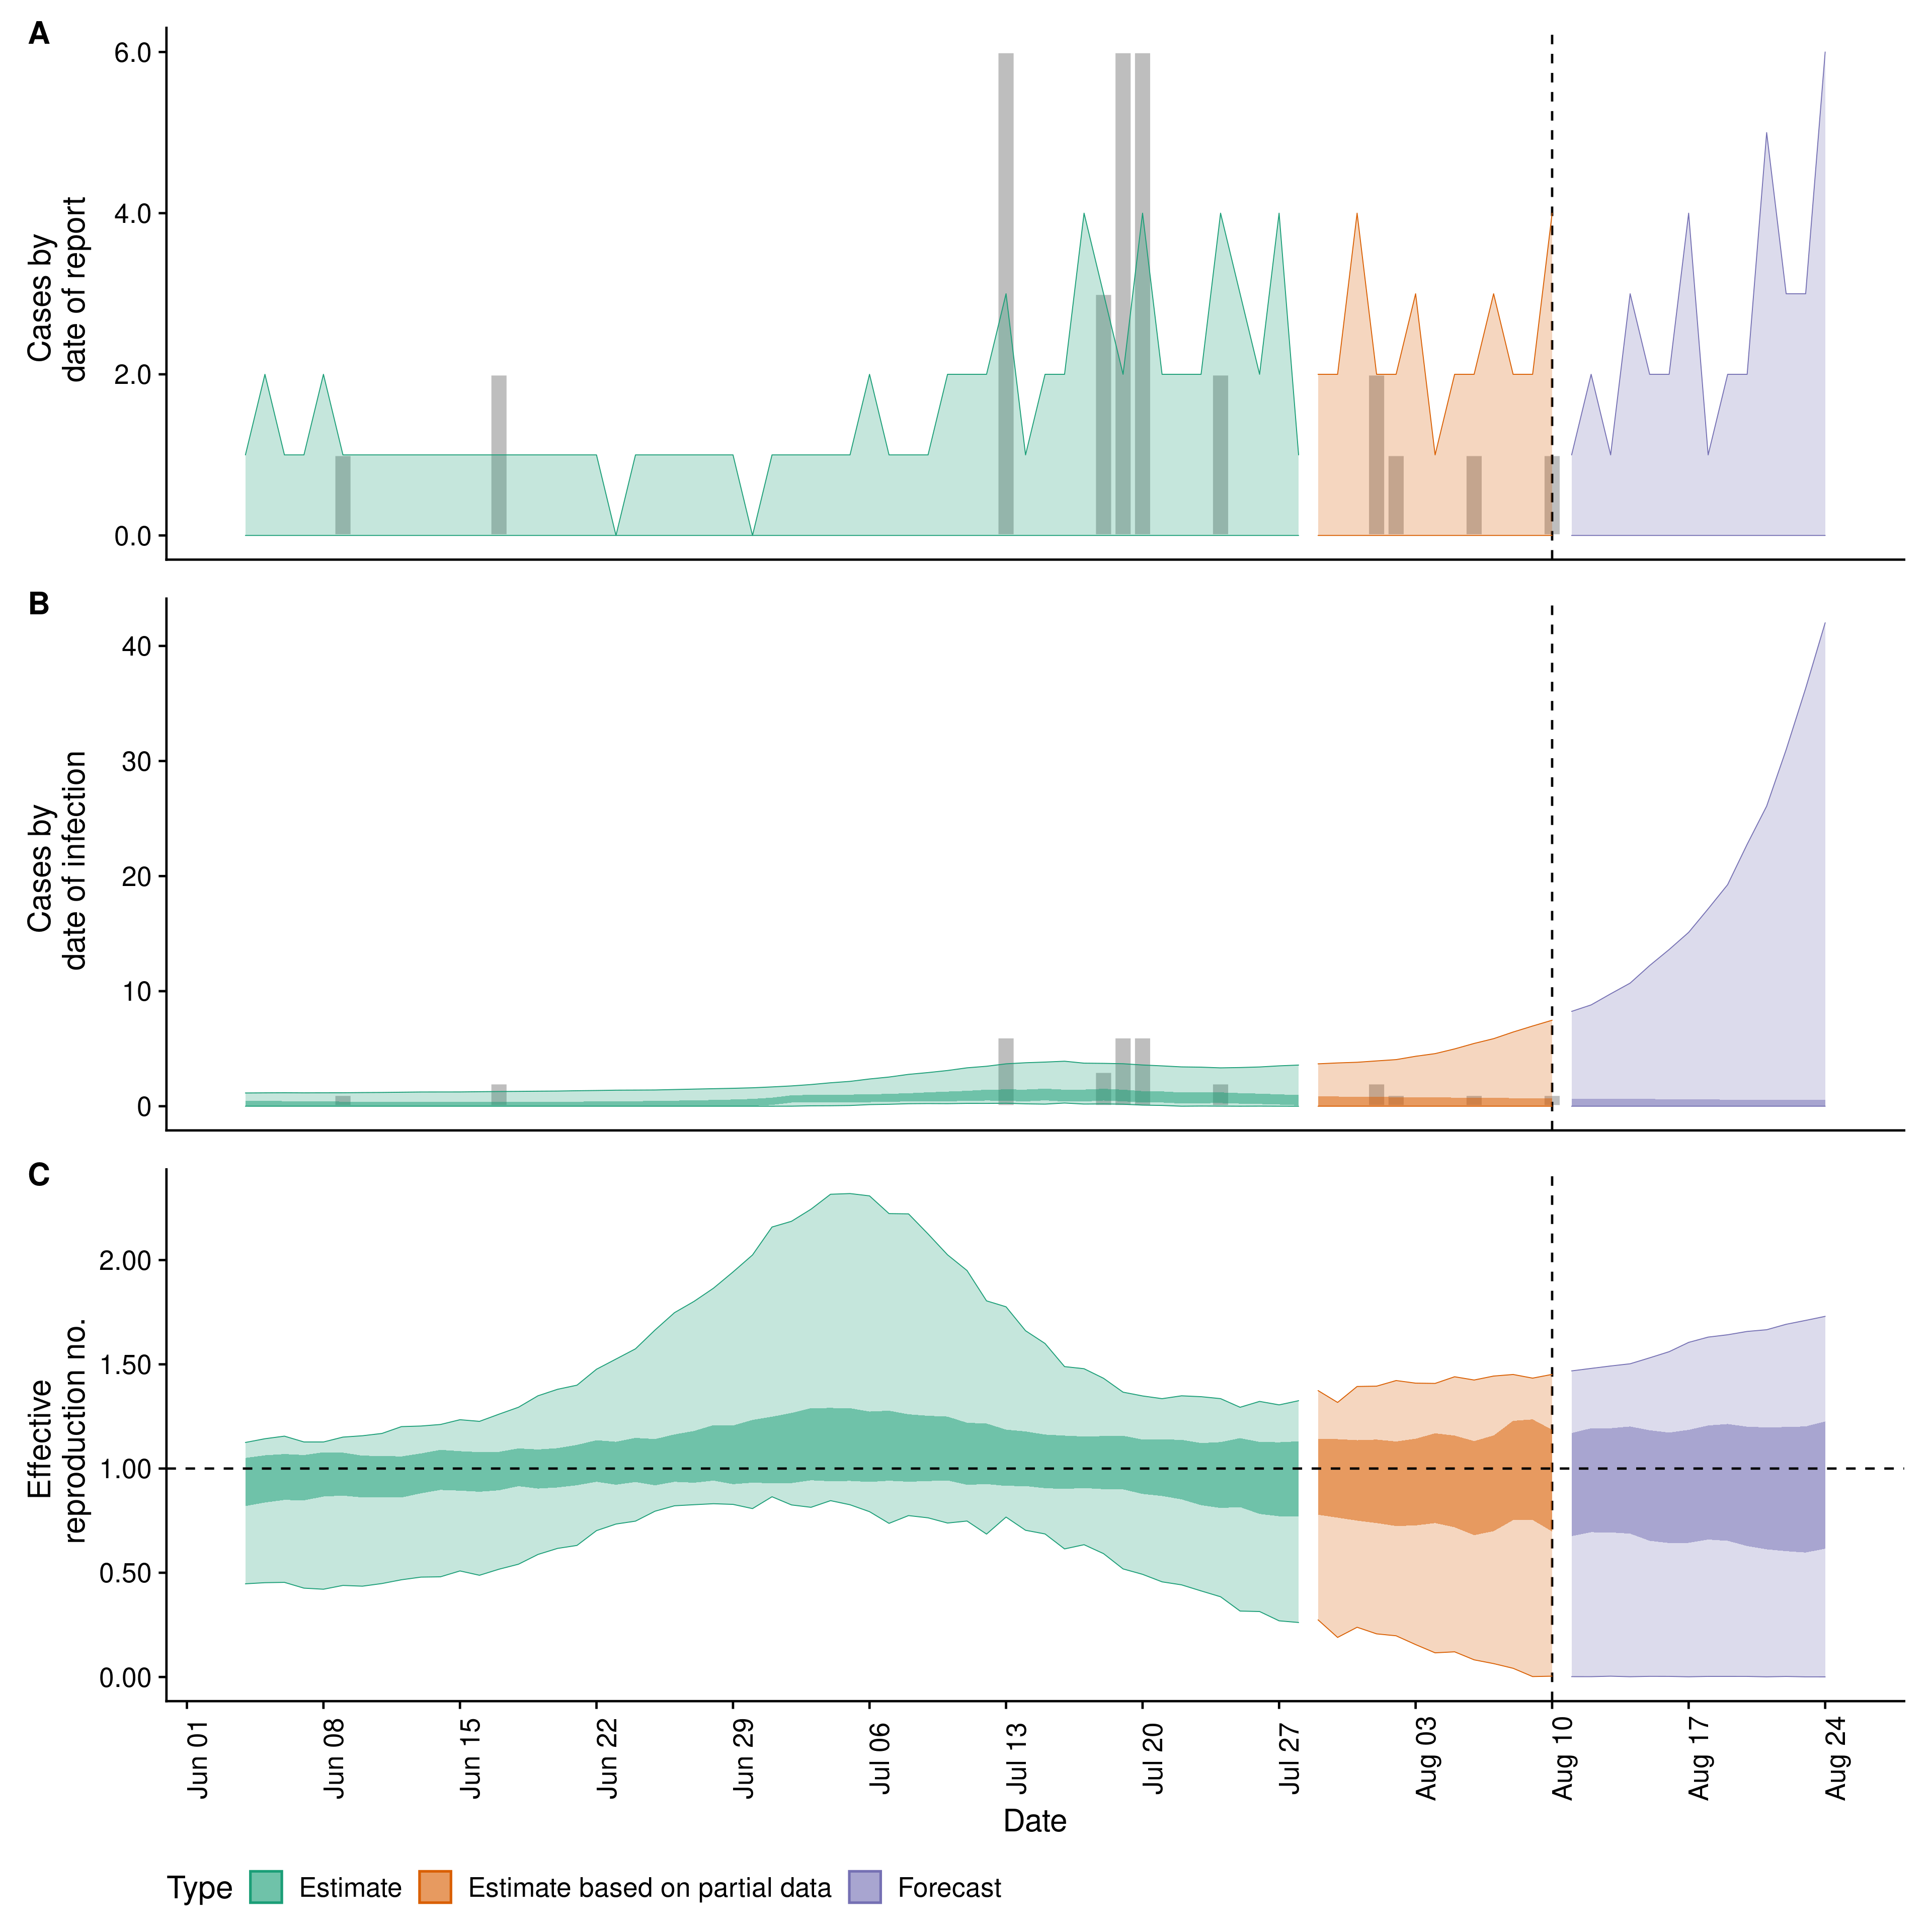 A
6.0
4.0
2.0
0.0
Cases by
date of report
B
40
30
20
10
0
Cases by
date of infection
C
2.00
1.50
1.00
0.50
0.00
Effective
reproduction no.
Jun 01
Jun 08
Jun 15
Jun 22
Jun 29
Jul 06
Jul 13
Jul 20
Jul 27
Aug 03
Aug 10
Aug 17
Aug 24
Date
Type Estimate Estimate based on partial data Forecast